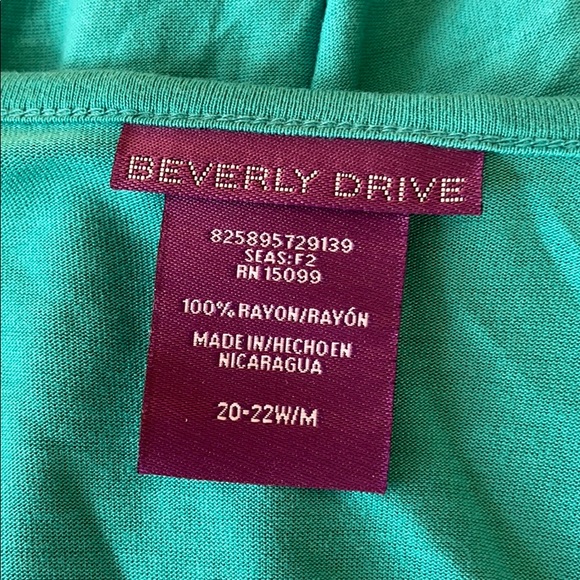 BEVERLY DRIVE
825895729139
SEAS:F2
RN 15099
100% RAYON/RAYÓN
MADE IN/HECHO EN
NICARAGUA
20-22W/M